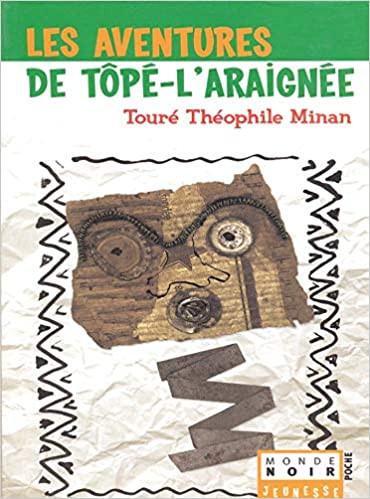 LES AVENTURES
DE TÔPÉ-L'ARAIGNÉE
Touré Théophile Minan
MONDE
NOIR
POCHE
JEUNESSE